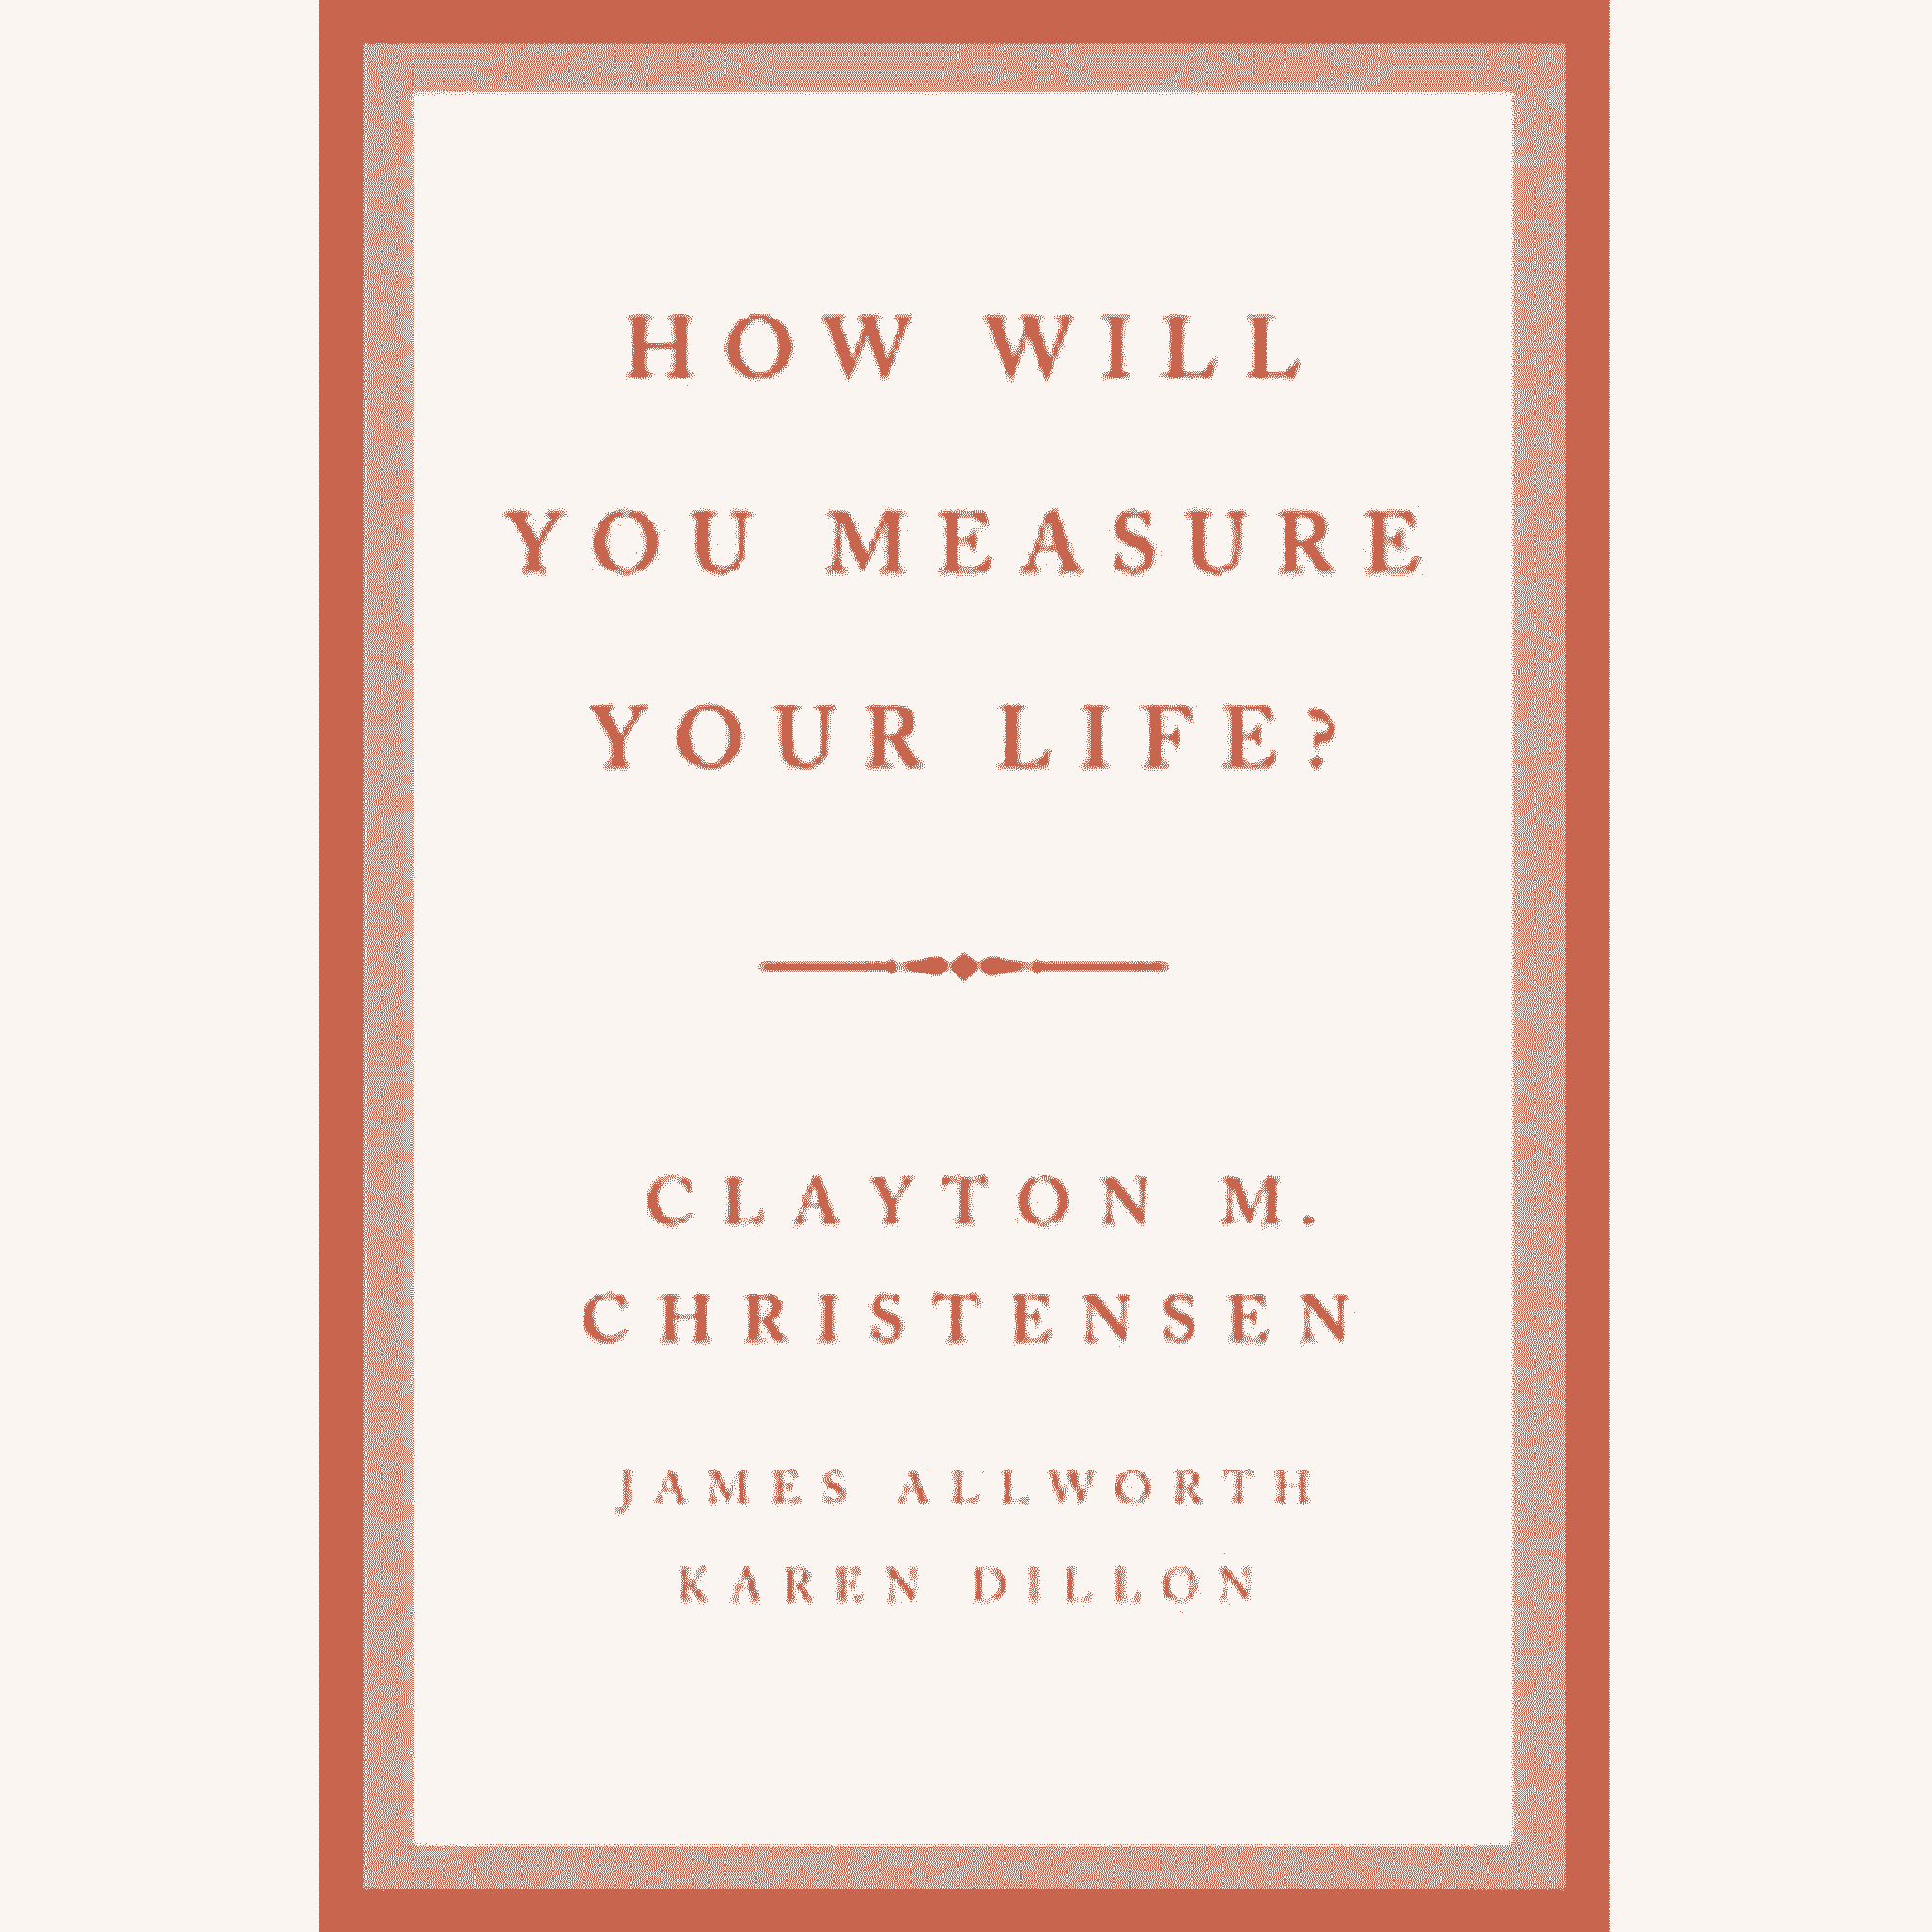 HOW WILL
YOU MEASURE
YOUR LIFE?
CLAYTON M.
CHRISTENSEN
JAMES ALLWORTH
KAREN DILLON